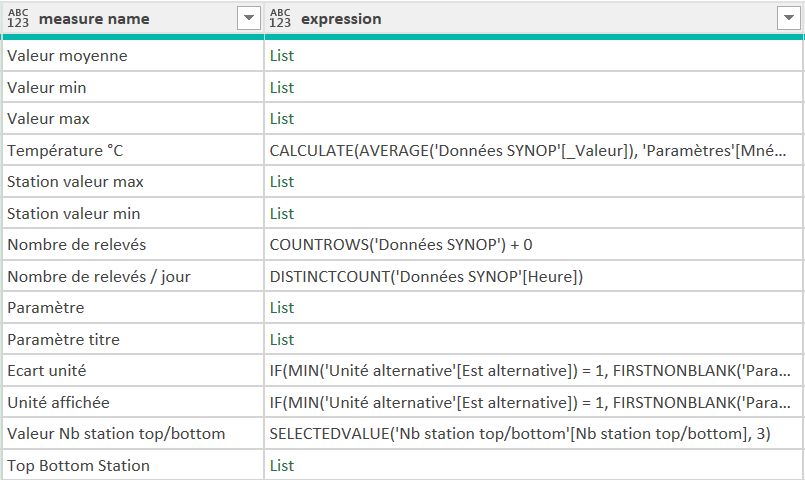 ABC 123 measure name ABC 123 expression
Valeur moyenne List
Valeur min List
Valeur max List
Température °C CALCULATE(AVERAGE('Données SYNOP'[_Valeur]), 'Paramètres'[Mné...
Station valeur max List
Station valeur min List
Nombre de relevés COUNTROWS('Données SYNOP') + 0
Nombre de relevés / jour DISTINCTCOUNT('Données SYNOP'[Heure])
Paramètre List
Paramètre titre List
Ecart unité IF(MIN('Unité alternative'[Est alternative]) = 1, FIRSTNONBLANK('Para...
Unité affichée IF(MIN('Unité alternative'[Est alternative]) = 1, FIRSTNONBLANK('Para...
Valeur Nb station top/bottom SELECTEDVALUE('Nb station top/bottom'[Nb station top/bottom], 3)
Top Bottom Station List